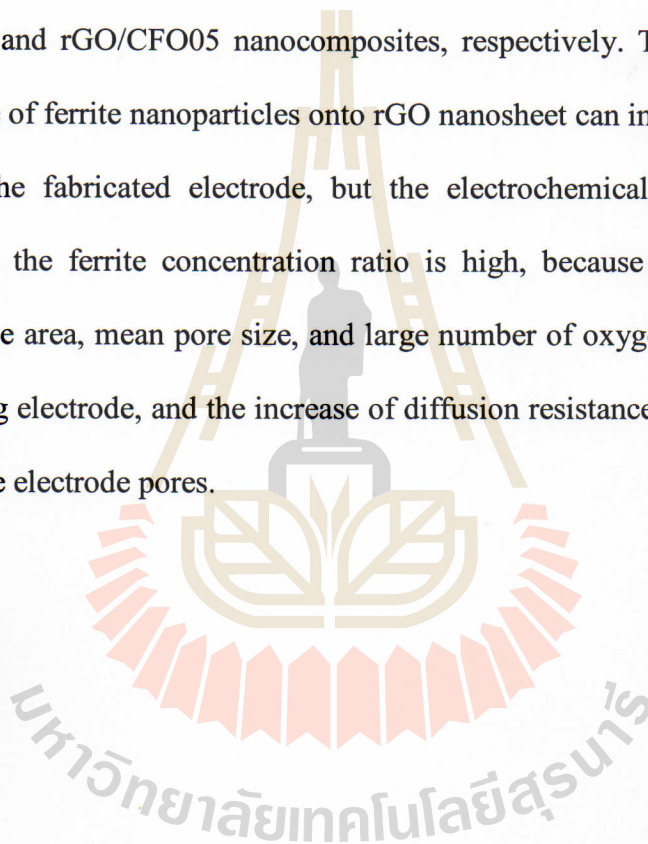 and rGO/CFO05 nanocomposites, respectively. T
of ferrite nanoparticles onto rGO nanosheet can in
he fabricated electrode, but the electrochemical
the ferrite concentration ratio is high, because
e area, mean pore size, and large number of oxyg
g electrode, and the increase of diffusion resistance
e electrode pores.
มหาวิทยาลัยเทคโนโลยีสุรนารี